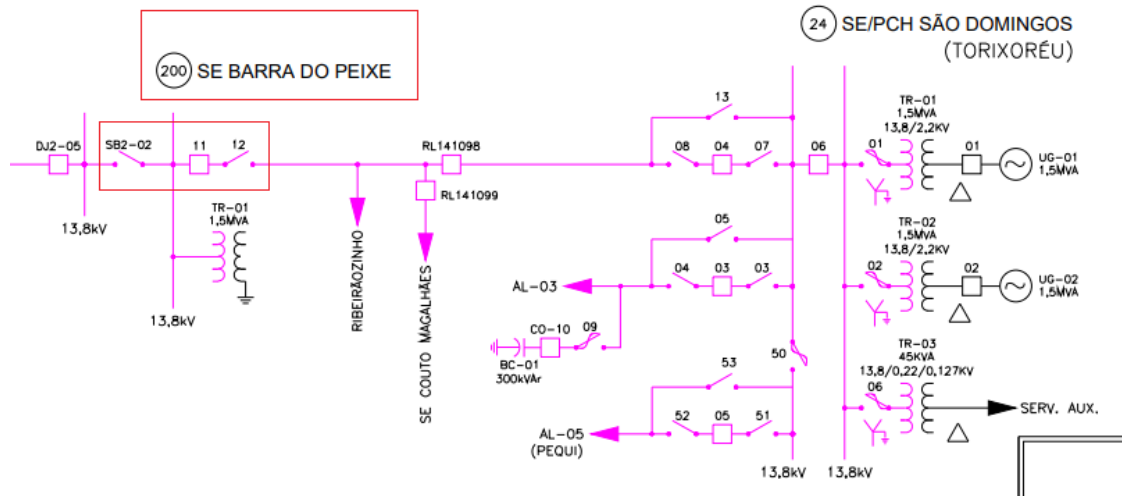 24 SE/PCH SÃO DOMINGOS
(TORIXORÉU)
200 SE BARRA DO PEIXE
DJ2-05
SB2-02
11
12
13,8kV
TR-01
1,5MVA
13,8kV
RL141098
RL141099
RIBEIRÃOZINHO
SE COUTO MAGALHÃES
13
08
04
07
06
05
04
03
03
AL-03
CO-10
09
BC-01
300kVAr
50
53
52
05
51
AL-05
(PEQUI)
13,8kV
13,8kV
TR-01
1,5MVA
13,8/2,2KV
01
01
UG-01
1,5MVA
TR-02
1,5MVA
13,8/2,2KV
02
02
UG-02
1,5MVA
TR-03
45KVA
13,8/0,22/0,127KV
06
SERV. AUX.